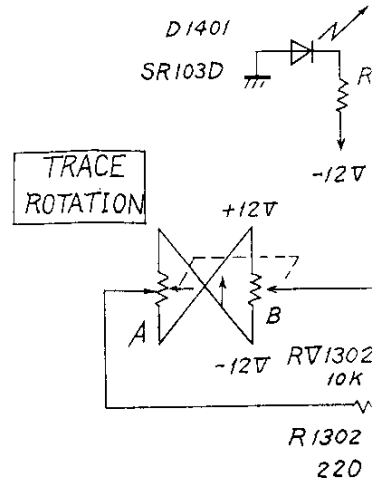 D1401
SR103D
R
-12V
TRACE
ROTATION
+12V
A
B
-12V
RV1302
10K
R1302
220